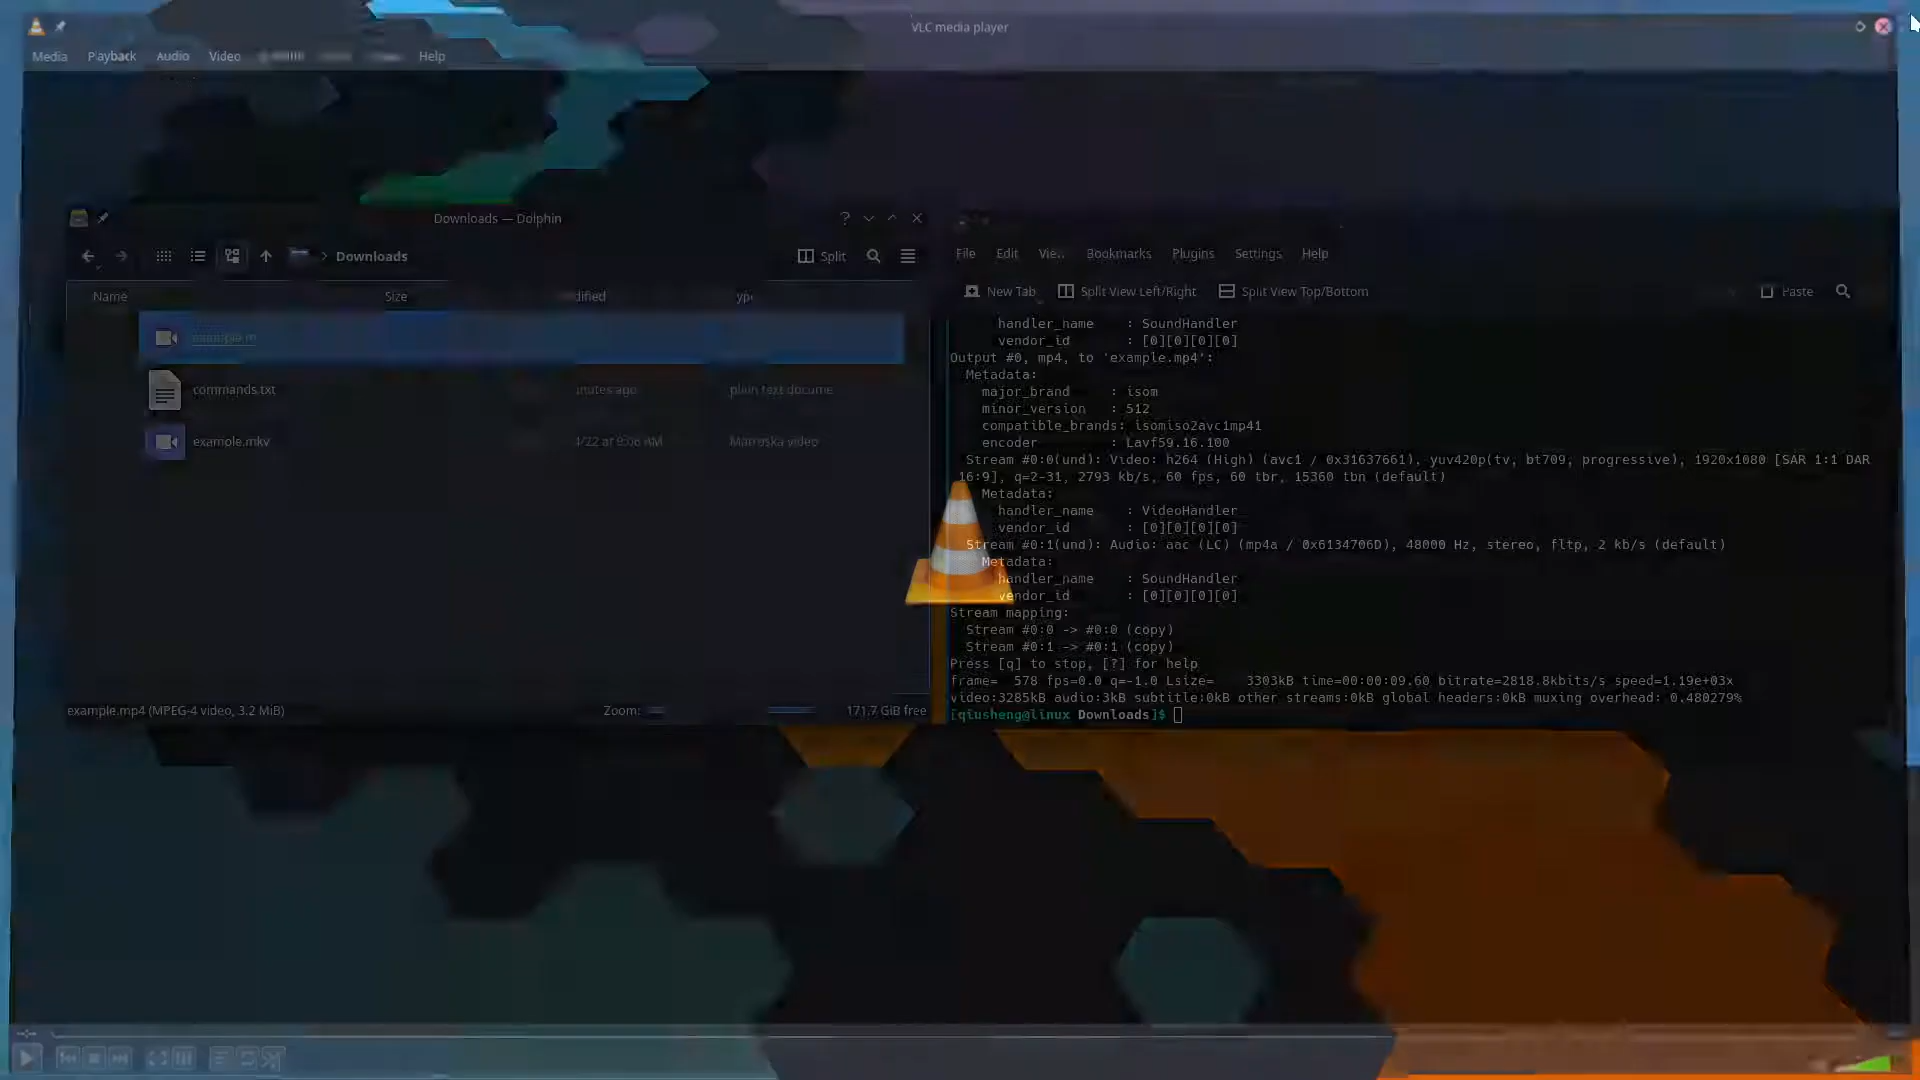 VLC media player
Media Playback Audio Video Help
Downloads — Dolphin
Downloads
Split
Name Size
commands.txt plain text docume
example.mkv Matroska video
example.mp4 (MPEG-4 video, 3.2 MiB) Zoom: 171.7 GiB free
File Edit Bookmarks Plugins Settings Help
New Tab Split View Left/Right Split View Top/Bottom Paste
handler_name : SoundHandler
vendor_id : [0][0][0][0]
Output #0, mp4, to 'example.mp4':
Metadata:
major_brand : isom
minor_version : 512
compatible_brands: isomiso2avc1mp41
encoder : Lavf59.16.100
Stream #0:0(und): Video: h264 (High) (avc1 / 0x31637661), yuv420p(tv, bt709, progressive), 1920x1080 [SAR 1:1 DAR
16:9], q=2-31, 2793 kb/s, 60 fps, 60 tbr, 15360 tbn (default)
Metadata:
handler_name : VideoHandler
vendor_id : [0][0][0][0]
Stream #0:1(und): Audio: aac (LC) (mp4a / 0x6134706D), 48000 Hz, stereo, fltp, 2 kb/s (default)
Metadata:
handler_name : SoundHandler
vendor_id : [0][0][0][0]
Stream mapping:
Stream #0:0 -> #0:0 (copy)
Stream #0:1 -> #0:1 (copy)
Press [q] to stop, [?] for help
frame= 578 fps=0.0 q=-1.0 Lsize= 3303kB time=00:00:09.60 bitrate=2818.8kbits/s speed=1.19e+03x
video:3285kB audio:3kB subtitle:0kB other streams:0kB global headers:0kB muxing overhead: 0.480279%
[qiusheng@linux Downloads]$